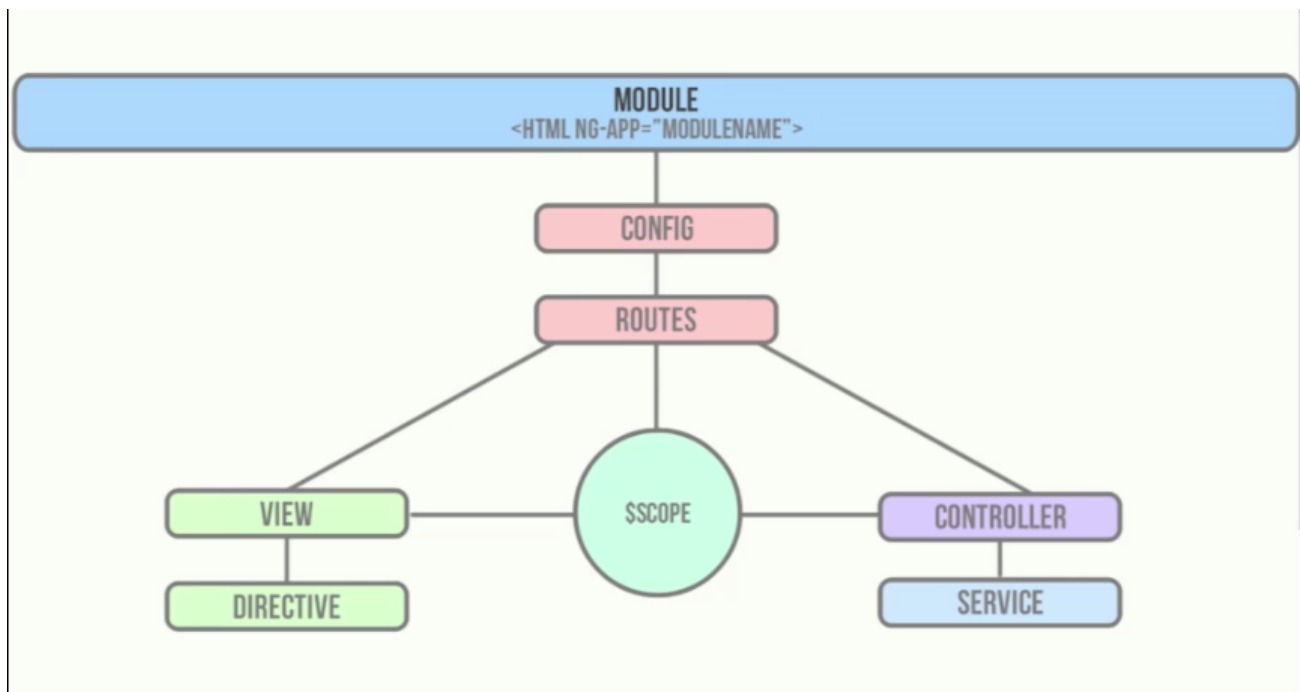 MODULE
<HTML NG-APP="MODULENAME">
CONFIG
ROUTES
VIEW
$SCOPE
CONTROLLER
DIRECTIVE
SERVICE